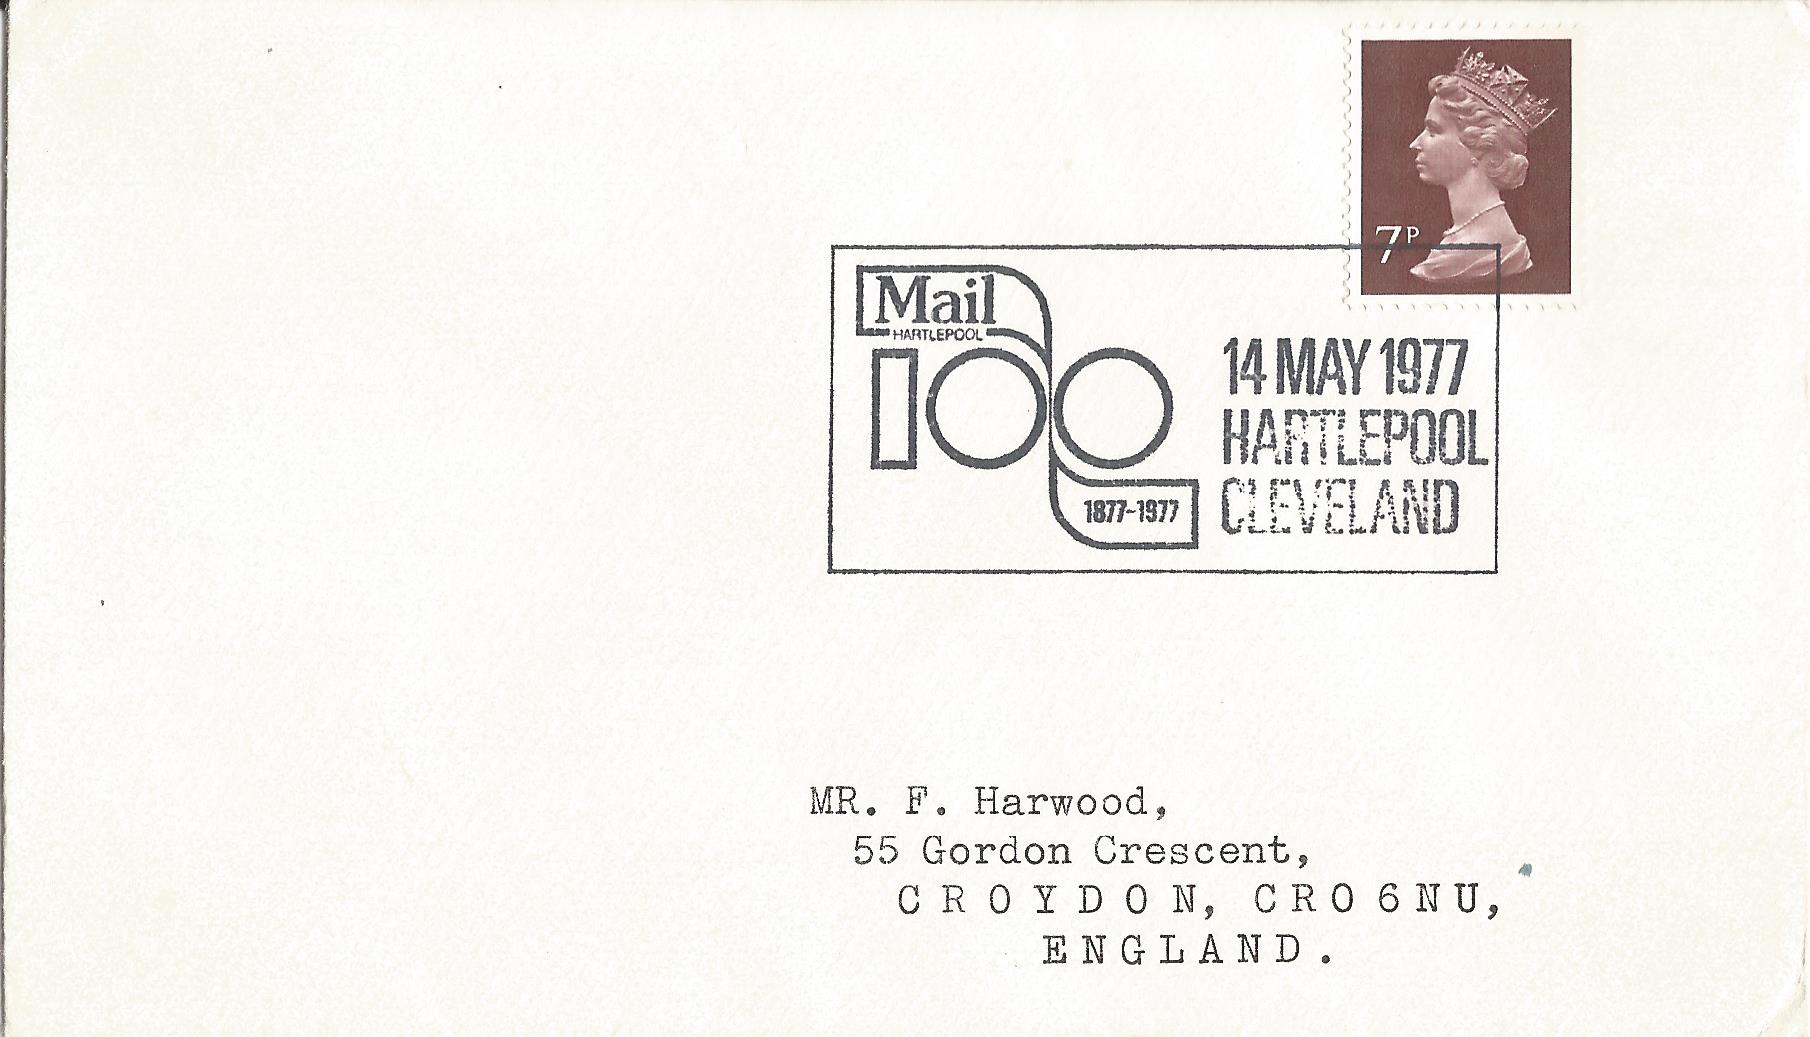 7P
Mail
HARTLEPOOL
100
1877-1977
14 MAY 1977
HARTLEPOOL
CLEVELAND
MR. F. Harwood,
55 Gordon Crescent,
CROYDON, CRO 6NU,
ENGLAND.